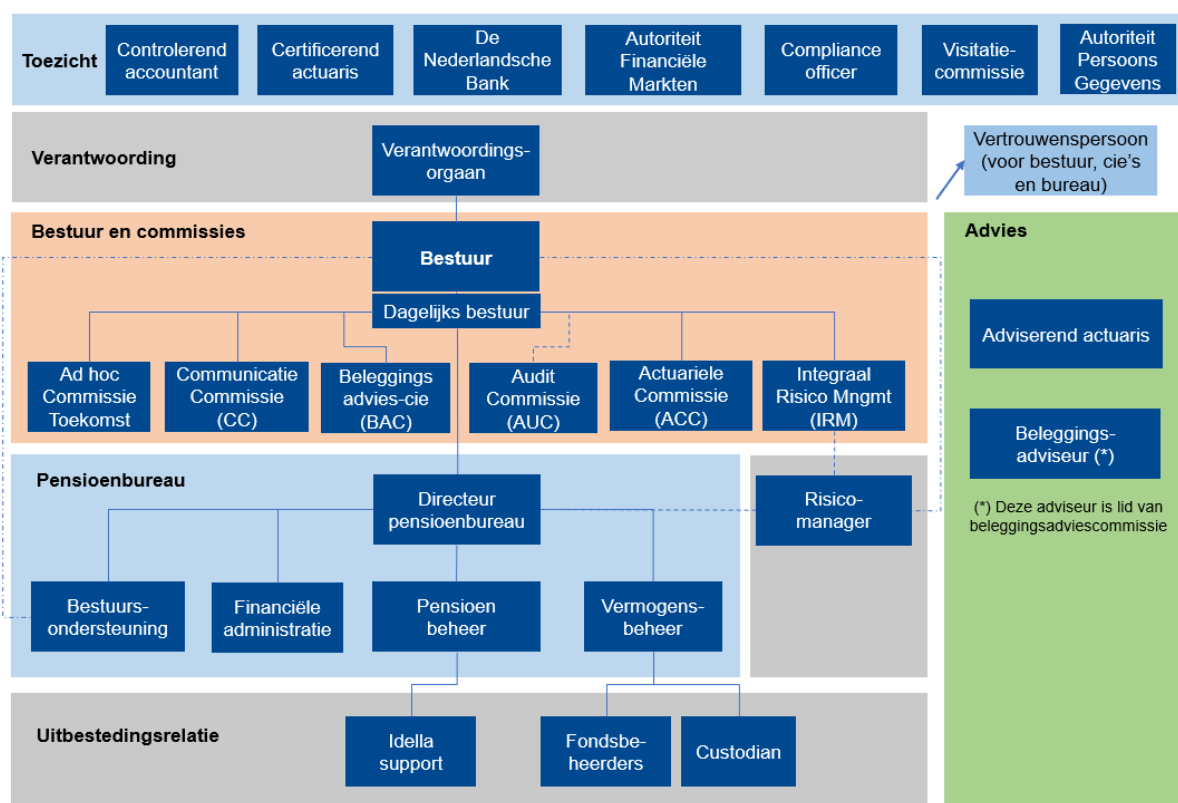 Toezicht
Controlerend
accountant
Certificerend
actuaris
De
Nederlandsche
Bank
Autoriteit
Financiële
Markten
Compliance
officer
Visitatie-
commissie
Autoriteit
Persoons
Gegevens
Verantwoording
Verantwoordings-
orgaan
Vertrouwenspersoon
(voor bestuur, cie's
en bureau)
Bestuur en commissies
Bestuur
Dagelijks bestuur
Ad hoc
Commissie
Toekomst
Communicatie
Commissie
(CC)
Beleggings
advies-cie
(BAC)
Audit
Commissie
(AUC)
Actuariele
Commissie
(ACC)
Integraal
Risico Mngmt
(IRM)
Advies
Adviserend actuaris
Beleggings-
adviseur (*)
(*) Deze adviseur is lid van
beleggingsadviescommissie
Pensioenbureau
Directeur
pensioenbureau
Risico-
manager
Bestuurs-
ondersteuning
Financiële
administratie
Pensioen
beheer
Vermogens-
beheer
Uitbestedingsrelatie
Idella
support
Fondsbe-
heerders
Custodian